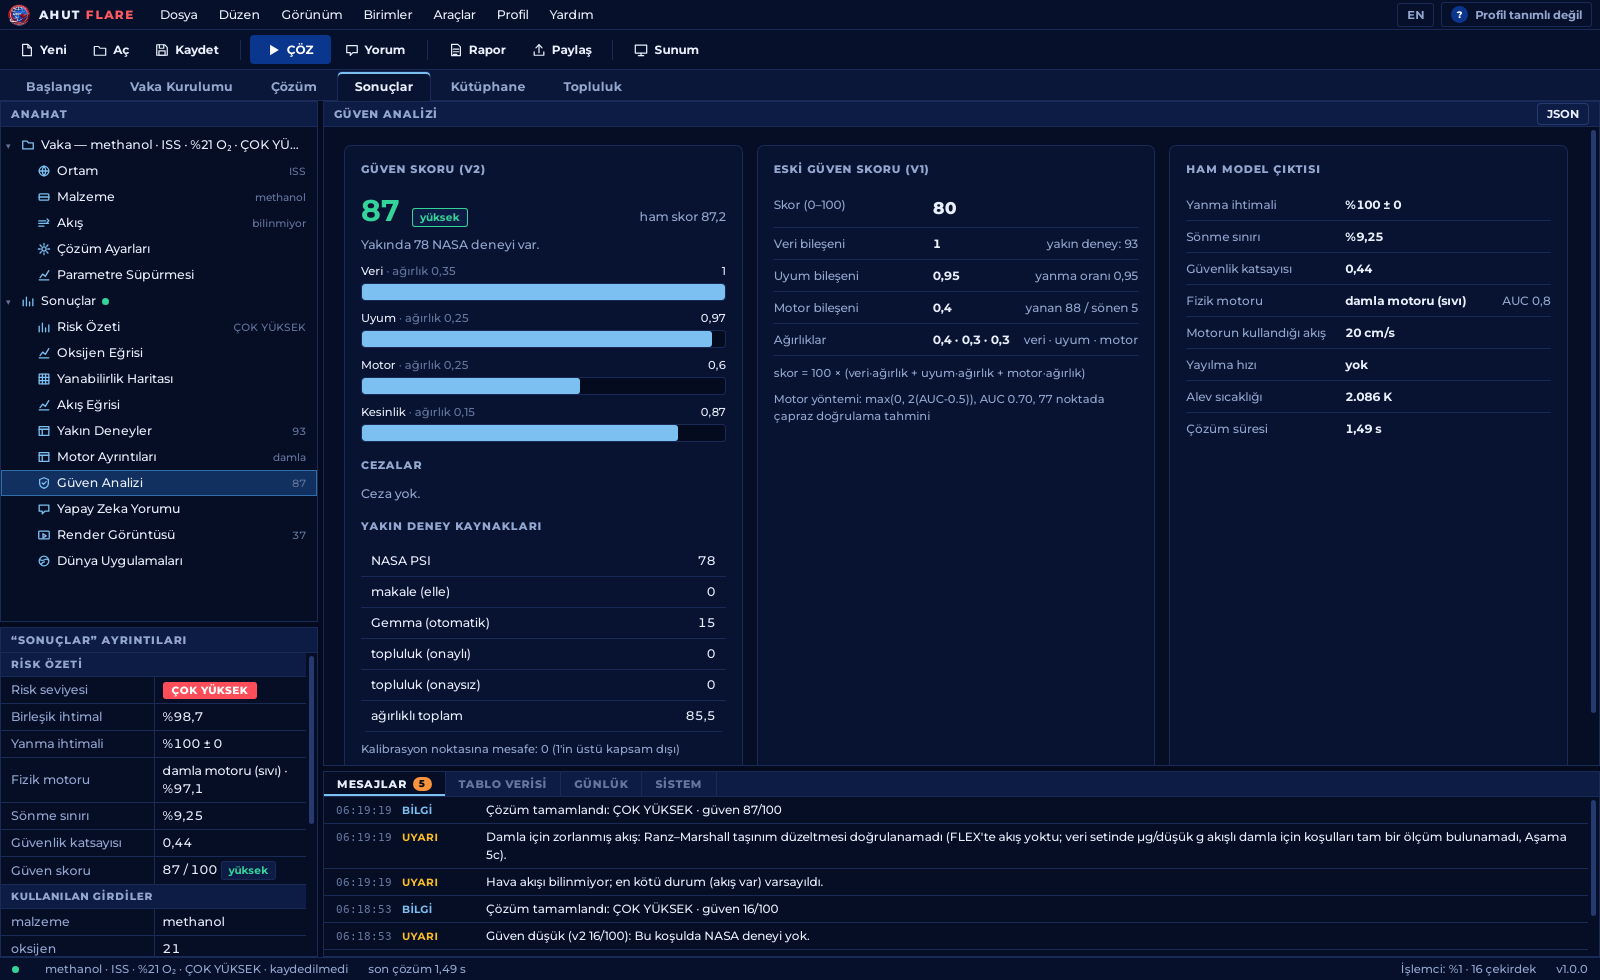 AHUT FLARE Dosya Düzen Görünüm Birimler Araçlar Profil Yardım EN ? Profil tanımlı değil
Yeni Aç Kaydet ÇÖZ Yorum Rapor Paylaş Sunum
Başlangıç Vaka Kurulumu Çözüm Sonuçlar Kütüphane Topluluk
ANAHAT
Vaka — methanol · ISS · %21 O₂ · ÇOK YÜ...
Ortam ISS
Malzeme methanol
Akış bilinmiyor
Çözüm Ayarları
Parametre Süpürmesi
Sonuçlar
Risk Özeti ÇOK YÜKSEK
Oksijen Eğrisi
Yanabilirlik Haritası
Akış Eğrisi
Yakın Deneyler 93
Motor Ayrıntıları damla
Güven Analizi 87
Yapay Zeka Yorumu
Render Görüntüsü 37
Dünya Uygulamaları
“SONUÇLAR” AYRINTILARI
RİSK ÖZETİ
Risk seviyesi ÇOK YÜKSEK
Birleşik ihtimal %98,7
Yanma ihtimali %100 ± 0
Fizik motoru damla motoru (sıvı) ·
%97,1
Sönme sınırı %9,25
Güvenlik katsayısı 0,44
Güven skoru 87 / 100 yüksek
KULLANILAN GİRDİLER
malzeme methanol
oksijen 21
GÜVEN ANALİZİ JSON
GÜVEN SKORU (V2)
87 yüksek ham skor 87,2
Yakında 78 NASA deneyi var.
Veri · ağırlık 0,35 1
Uyum · ağırlık 0,25 0,97
Motor · ağırlık 0,25 0,6
Kesinlik · ağırlık 0,15 0,87
CEZALAR
Ceza yok.
YAKIN DENEY KAYNAKLARI
NASA PSI 78
makale (elle) 0
Gemma (otomatik) 15
topluluk (onaylı) 0
topluluk (onaysız) 0
ağırlıklı toplam 85,5
Kalibrasyon noktasına mesafe: 0 (1'in üstü kapsam dışı)
ESKİ GÜVEN SKORU (V1)
Skor (0–100) 80
Veri bileşeni 1 yakın deney: 93
Uyum bileşeni 0,95 yanma oranı 0,95
Motor bileşeni 0,4 yanan 88 / sönen 5
Ağırlıklar 0,4 · 0,3 · 0,3 veri · uyum · motor
skor = 100 × (veri·ağırlık + uyum·ağırlık + motor·ağırlık)
Motor yöntemi: max(0, 2(AUC-0.5)), AUC 0.70, 77 noktada
çapraz doğrulama tahmini
HAM MODEL ÇIKTISI
Yanma ihtimali %100 ± 0
Sönme sınırı %9,25
Güvenlik katsayısı 0,44
Fizik motoru damla motoru (sıvı) AUC 0,8
Motorun kullandığı akış 20 cm/s
Yayılma hızı yok
Alev sıcaklığı 2.086 K
Çözüm süresi 1,49 s
MESAJLAR 5 TABLO VERİSİ GÜNLÜK SİSTEM
06:19:19 BİLGİ Çözüm tamamlandı: ÇOK YÜKSEK · güven 87/100
06:19:19 UYARI Damla için zorlanmış akış: Ranz–Marshall taşınım düzeltmesi doğrulanamadı (FLEX'te akış yoktu; veri setinde µg/düşük g akışlı damla için koşulları tam bir ölçüm bulunamadı, Aşama
5c).
06:19:19 UYARI Hava akışı bilinmiyor; en kötü durum (akış var) varsayıldı.
06:18:53 BİLGİ Çözüm tamamlandı: ÇOK YÜKSEK · güven 16/100
06:18:53 UYARI Güven düşük (v2 16/100): Bu koşulda NASA deneyi yok.
methanol · ISS · %21 O₂ · ÇOK YÜKSEK · kaydedilmedi son çözüm 1,49 s İşlemci: %1 · 16 çekirdek v1.0.0